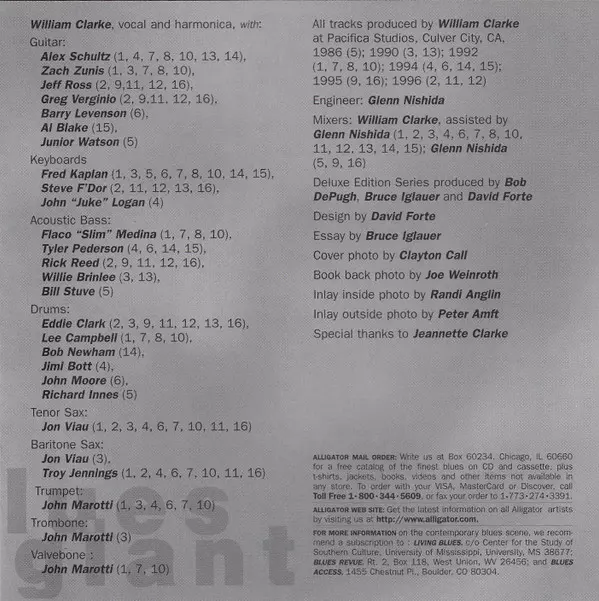 William Clarke, vocal and harmonica, with:
Guitar:
Alex Schultz (1, 4, 7, 8, 10, 13, 14),
Zach Zunis (1, 3, 7, 8, 10),
Jeff Ross (2, 9,11, 12, 16),
Greg Verginio (2, 9.11. 12, 16),
Barry Levenson (6),
Al Blake (15),
Junior Watson (5)
Keyboards
Fred Kaplan (1, 3, 5, 6, 7, 8, 10, 14, 15),
Steve F'Dor (2, 11, 12, 13, 16),
John "Juke" Logan (4)
Acoustic Bass:
Flaco "Slim" Medina (1, 7, 8, 10),
Tyler Pederson (4, 6, 14, 15),
Rick Reed (2, 9, 11, 12, 16),
Willie Brinlee (3, 13),
Bill Stuve (5)
Drums:
Eddie Clark (2, 3, 9, 11, 12, 13, 16),
Lee Campbell (1, 7, 8, 10),
Bob Newham (14),
Jimi Bott (4),
John Moore (6),
Richard Innes (5)
Tenor Sax:
Jon Viau (1, 2, 3, 4, 6, 7, 10, 11, 16)
Baritone Sax:
Jon Viau (3),
Troy Jennings (1, 2, 4, 6, 7, 10, 11, 16)
Trumpet:
John Marotti (1, 3, 4, 6, 7, 10)
Trombone:
John Marotti (3)
Valvebone :
John Marotti (1, 7, 10)
lues
giant
All tracks produced by William Clarke
at Pacifica Studios, Culver City, CA,
1986 (5); 1990 (3, 13); 1992
(1, 7, 8, 10); 1994 (4, 6, 14, 15);
1995 (9, 16); 1996 (2, 11, 12)
Engineer: Glenn Nishida
Mixers: William Clarke, assisted by
Glenn Nishida (1, 2, 3, 4, 6, 7, 8, 10,
11, 12, 13, 14, 15); Glenn Nishida
(5, 9, 16)
Deluxe Edition Series produced by Bob
DePugh, Bruce Iglauer and David Forte
Design by David Forte
Essay by Bruce Iglauer
Cover photo by Clayton Call
Book back photo by Joe Weinroth
Inlay inside photo by Randi Anglin
Inlay outside photo by Peter Amft
Special thanks to Jeannette Clarke
ALLIGATOR MAIL ORDER: Write us at Box 60234, Chicago, IL 60660
for a free catalog of the finest blues on CD and cassette, plus
t-shirts, jackets, books, videos and other items not available in
any store. To order with your VISA, MasterCard or Discover, call
Toll Free 1·800·344·5609, or fax your order to 1·773·274·3391.
ALLIGATOR WEB SITE: Get the latest information on all Alligator artists
by visiting us at http://www.alligator.com.
FOR MORE INFORMATION on the contemporary blues scene, we recom-
mend a subscription to : LIVING BLUES, c/o Center for the Study of
Southern Culture, University of Mississippi, University, MS 38677;
BLUES REVUE, Rt. 2, Box 118, West Union, WV 26456; and BLUES
ACCESS, 1455 Chestnut Pl., Boulder, CO 80304.